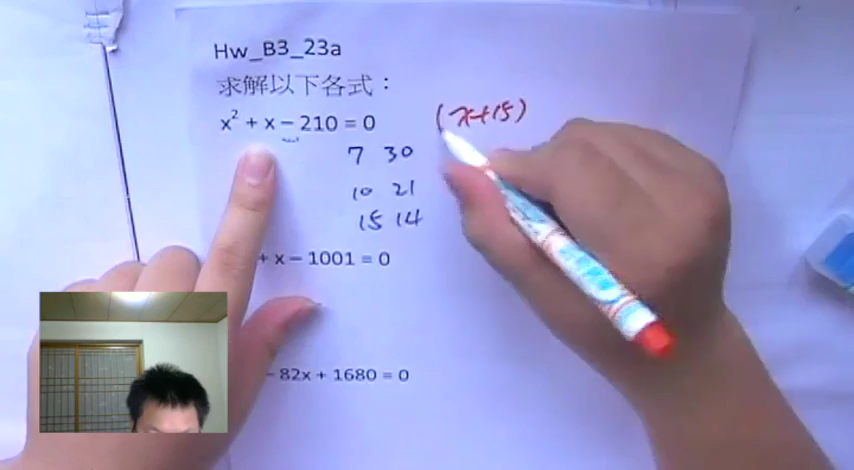 Hw_B3_23a
求解以下各式：
x² + x − 210 = 0
(x+15)
7 30
10 21
15 14
+ x − 1001 = 0
- 82x + 1680 = 0